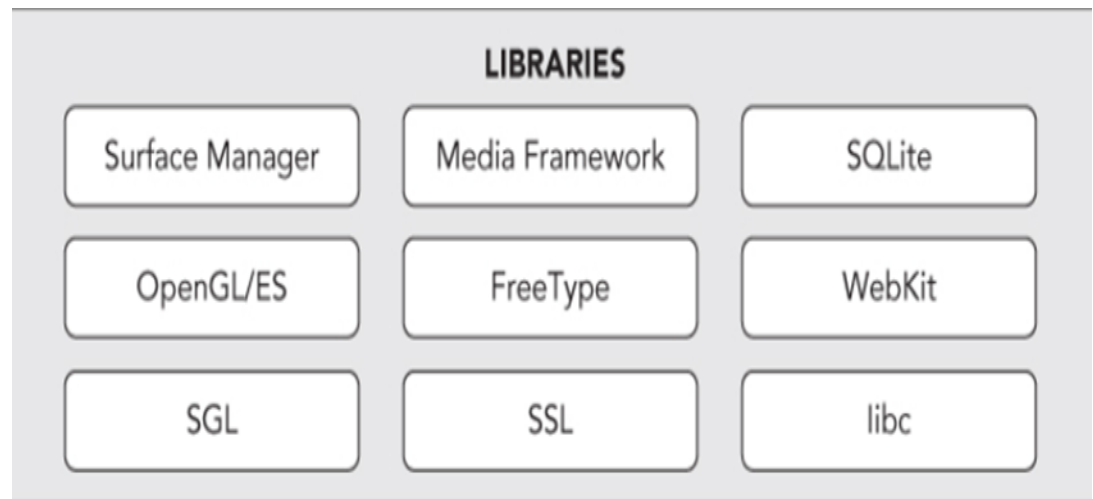 LIBRARIES
Surface Manager
Media Framework
SQLite
OpenGL/ES
FreeType
WebKit
SGL
SSL
libc